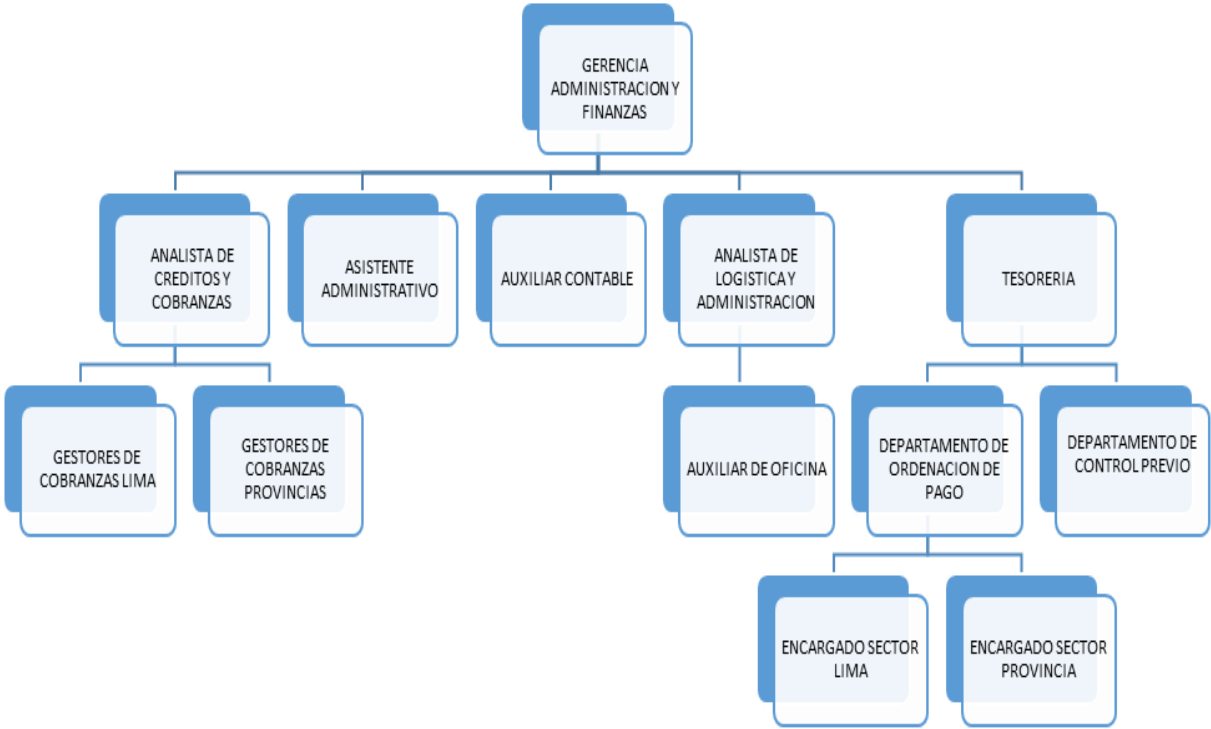 GERENCIA
ADMINISTRACION Y
FINANZAS
ANALISTA DE
CREDITOS Y
COBRANZAS
ASISTENTE
ADMINISTRATIVO
AUXILIAR CONTABLE
ANALISTA DE
LOGISTICA Y
ADMINISTRACION
TESORERIA
GESTORES DE
COBRANZAS LIMA
GESTORES DE
COBRANZAS
PROVINCIAS
AUXILIAR DE OFICINA
DEPARTAMENTO DE
ORDENACION DE
PAGO
DEPARTAMENTO DE
CONTROL PREVIO
ENCARGADO SECTOR
LIMA
ENCARGADO SECTOR
PROVINCIA